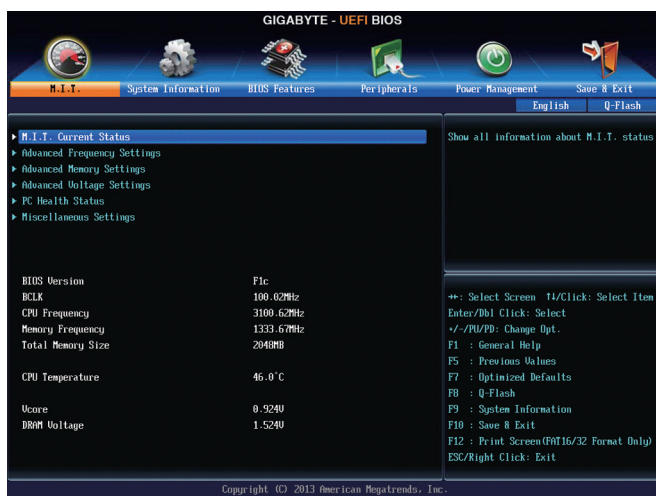 GIGABYTE - UEFI BIOS
M.I.T. System Information BIOS Features Peripherals Power Management Save & Exit
English Q-Flash
M.I.T. Current Status
Advanced Frequency Settings
Advanced Memory Settings
Advanced Voltage Settings
PC Health Status
Miscellaneous Settings
Show all information about M.I.T. status
BIOS Version F1c
BCLK 100.02MHz
CPU Frequency 3100.62MHz
Memory Frequency 1333.67MHz
Total Memory Size 2048MB
CPU Temperature 46.0°C
Vcore 0.924V
DRAM Voltage 1.524V
→←: Select Screen ↑↓/Click: Select Item
Enter/Dbl Click: Select
+/-/PU/PD: Change Opt.
F1 : General Help
F5 : Previous Values
F7 : Optimized Defaults
F8 : Q-Flash
F9 : System Information
F10 : Save & Exit
F12 : Print Screen(FAT16/32 Format Only)
ESC/Right Click: Exit
Copyright (C) 2013 American Megatrends, Inc.